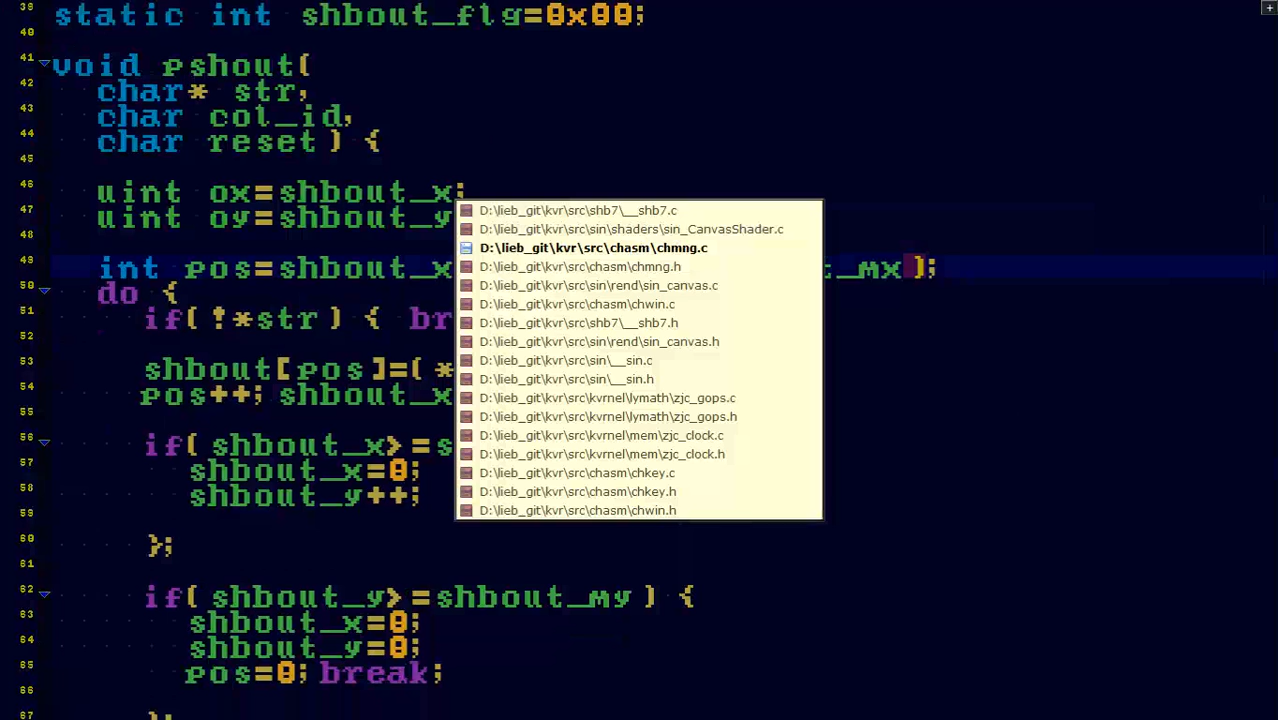 39 static int shbout_flg=0x00;
40
41 void pshout(
42 char* str,
43 char col_id,
44 char reset) {
45
46 uint ox=shbout_x;
47 uint oy=shbout_y
48
49 int pos=shbout_x t_mx);
50 do {
51 if(!*str) { br
52
53 shbout[pos]=(*
54 pos++; shbout_x
55
56 if(shbout_x>=s
57 shbout_x=0;
58 shbout_y++;
59
60 };
61
62 if(shbout_y>=shbout_my) {
63 shbout_x=0;
64 shbout_y=0;
65 pos=0; break;
66
67 };
D:\lieb_git\kvr\src\shb7\__shb7.c
D:\lieb_git\kvr\src\sin\shaders\sin_CanvasShader.c
D:\lieb_git\kvr\src\chasm\chmng.c
D:\lieb_git\kvr\src\chasm\chmng.h
D:\lieb_git\kvr\src\sin\rend\sin_canvas.c
D:\lieb_git\kvr\src\chasm\chwin.c
D:\lieb_git\kvr\src\shb7\__shb7.h
D:\lieb_git\kvr\src\sin\rend\sin_canvas.h
D:\lieb_git\kvr\src\sin\__sin.c
D:\lieb_git\kvr\src\sin\__sin.h
D:\lieb_git\kvr\src\kvrnel\lymath\zjc_gops.c
D:\lieb_git\kvr\src\kvrnel\lymath\zjc_gops.h
D:\lieb_git\kvr\src\kvrnel\mem\zjc_clock.c
D:\lieb_git\kvr\src\kvrnel\mem\zjc_clock.h
D:\lieb_git\kvr\src\chasm\chkey.c
D:\lieb_git\kvr\src\chasm\chkey.h
D:\lieb_git\kvr\src\chasm\chwin.h